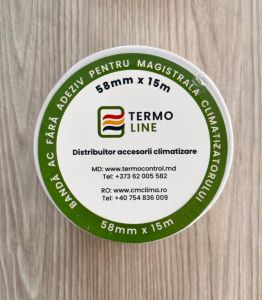 BANDĂ AC FĂRĂ ADEZIV PENTRU MAGISTRALA CLIMATIZATORULUI
58mm x 15m
TERMO
LINE
Distribuitor accesorii climatizare
MD: www.termocontrol.md
Tel: +373 62 005 582
RO: www.cmclima.ro
Tel: +40 754 836 009
58mm x 15m